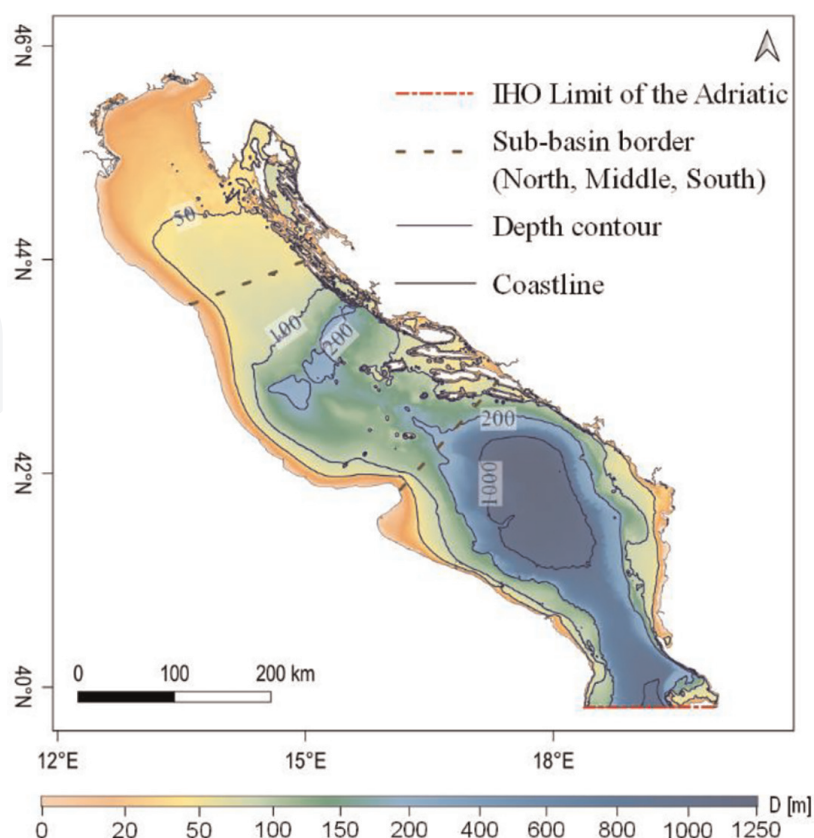 46°N
IHO Limit of the Adriatic
Sub-basin border
(North, Middle, South)
Depth contour
Coastline
50
44°N
100
200
200
42°N
1000
0 100 200 km
40°N
12°E 15°E 18°E
D [m]
0 20 50 100 150 200 400 600 800 1000 1250